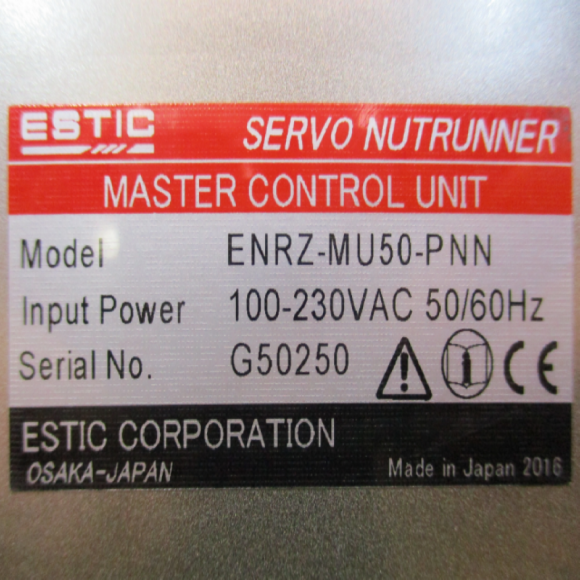 ESTIC SERVO NUTRUNNER
MASTER CONTROL UNIT
Model ENRZ-MU50-PNN
Input Power 100-230VAC 50/60Hz
Serial No. G50250
ESTIC CORPORATION
OSAKA-JAPAN Made in Japan 2016